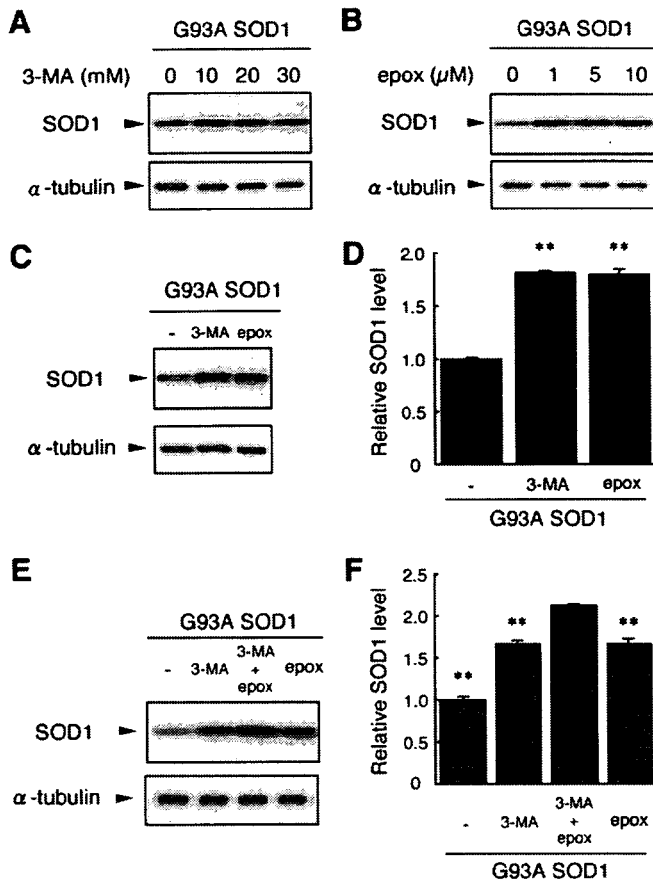 A
G93A SOD1
3-MA (mM) 0 10 20 30
SOD1
α-tubulin
B
G93A SOD1
epox (µM) 0 1 5 10
SOD1
α-tubulin
C
G93A SOD1
- 3-MA epox
SOD1
α-tubulin
D
Relative SOD1 level
2.0
1.5
1.0
0.5
0
** **
- 3-MA epox
G93A SOD1
E
G93A SOD1
- 3-MA 3-MA + epox epox
SOD1
α-tubulin
F
Relative SOD1 level
2.5
2.0
1.5
1.0
0.5
0
** ** **
- 3-MA 3-MA + epox epox
G93A SOD1